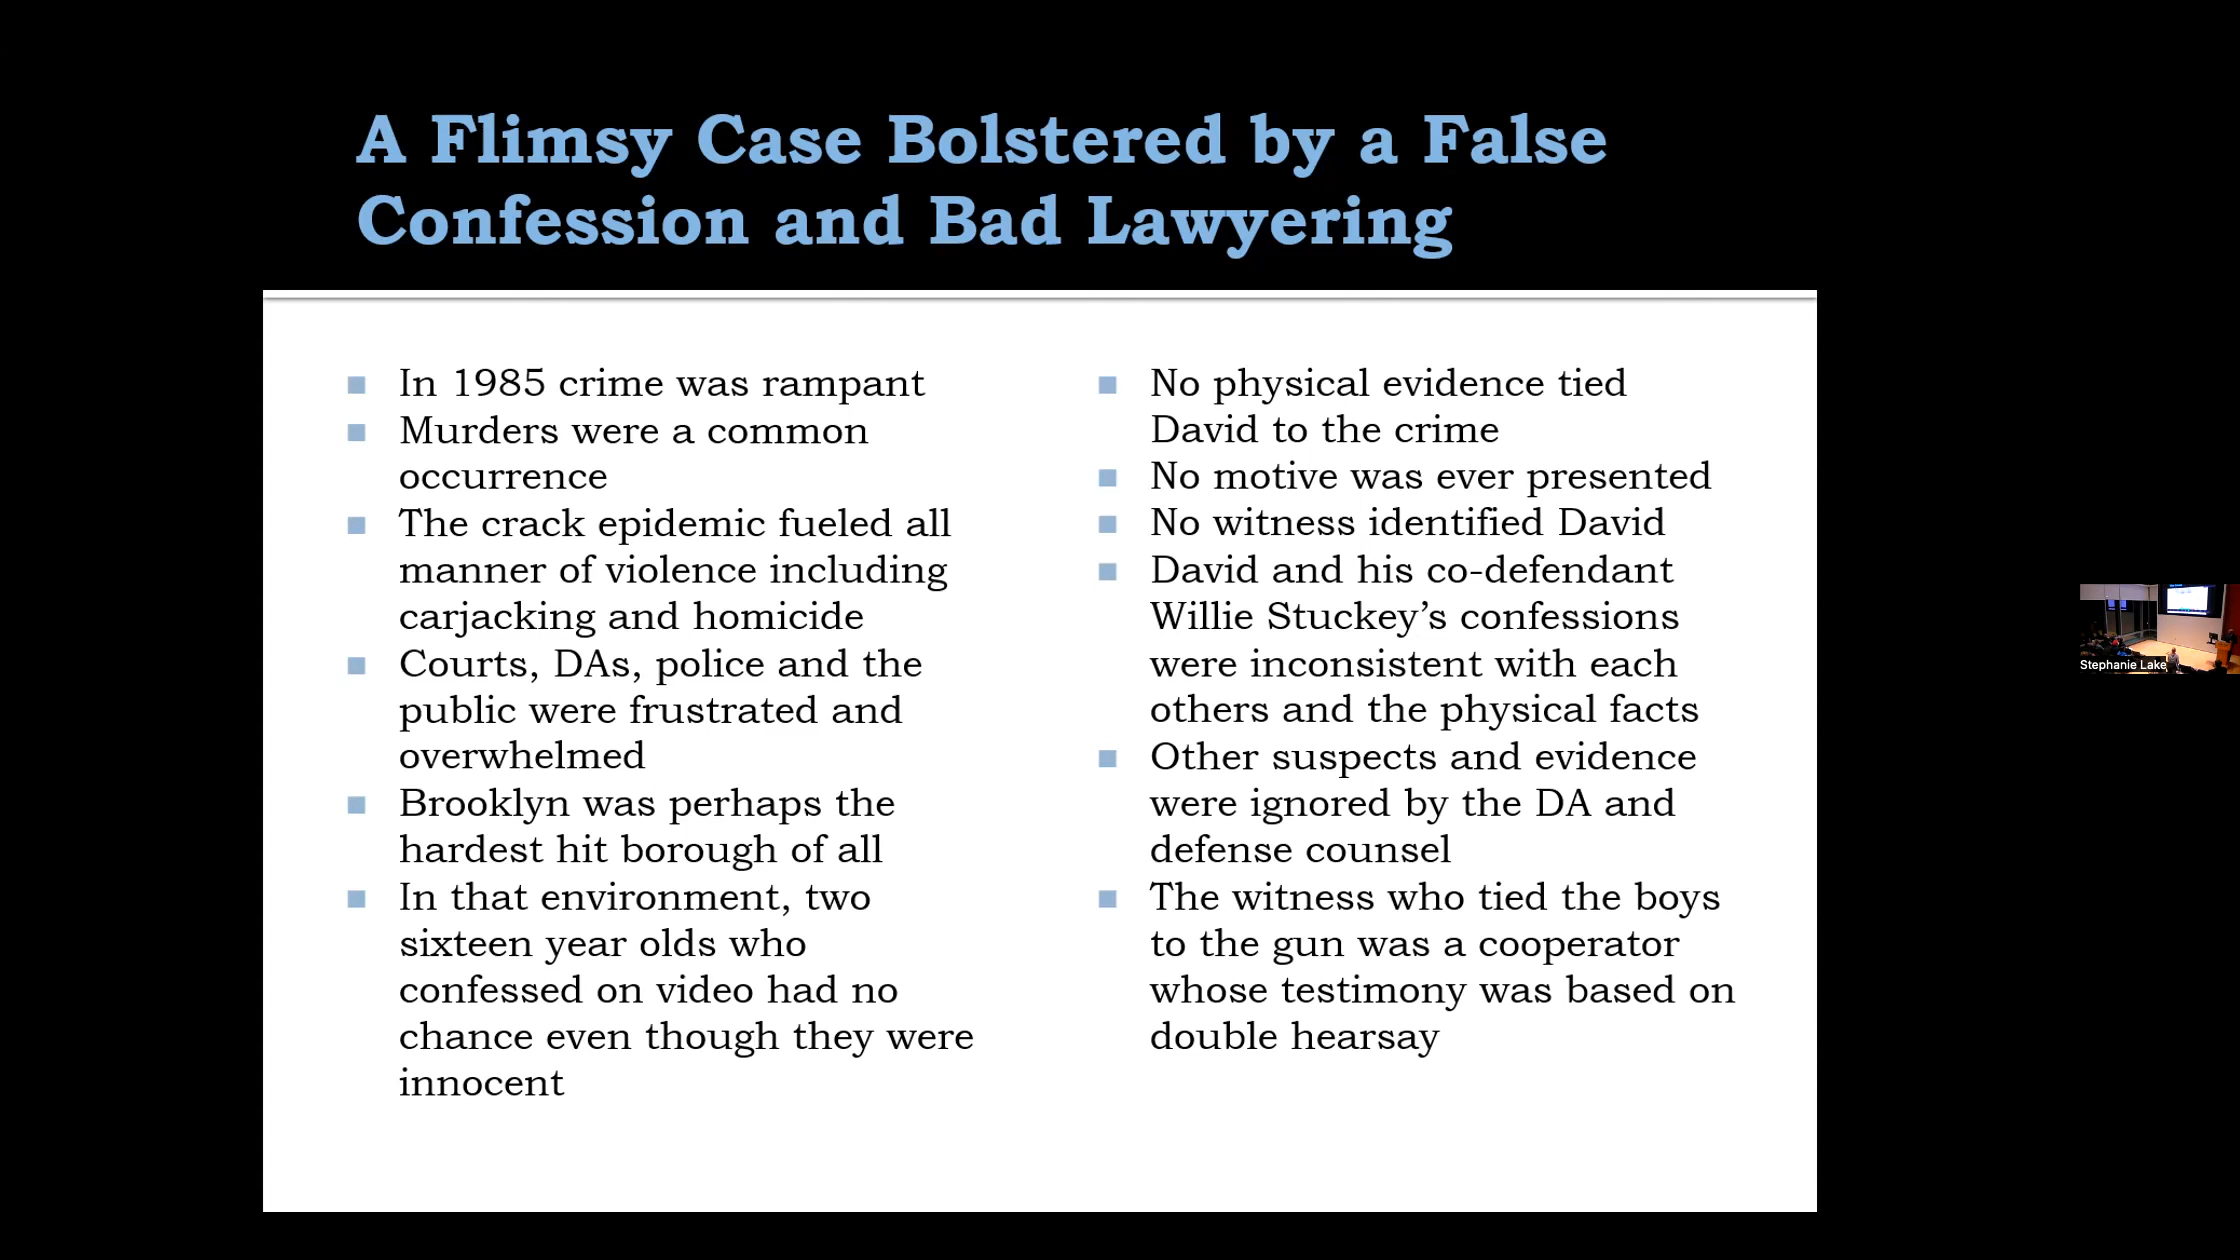 A Flimsy Case Bolstered by a False
Confession and Bad Lawyering
In 1985 crime was rampant
Murders were a common
occurrence
The crack epidemic fueled all
manner of violence including
carjacking and homicide
Courts, DAs, police and the
public were frustrated and
overwhelmed
Brooklyn was perhaps the
hardest hit borough of all
In that environment, two
sixteen year olds who
confessed on video had no
chance even though they were
innocent
No physical evidence tied
David to the crime
No motive was ever presented
No witness identified David
David and his co-defendant
Willie Stuckey’s confessions
were inconsistent with each
others and the physical facts
Other suspects and evidence
were ignored by the DA and
defense counsel
The witness who tied the boys
to the gun was a cooperator
whose testimony was based on
double hearsay
Stephanie Lake